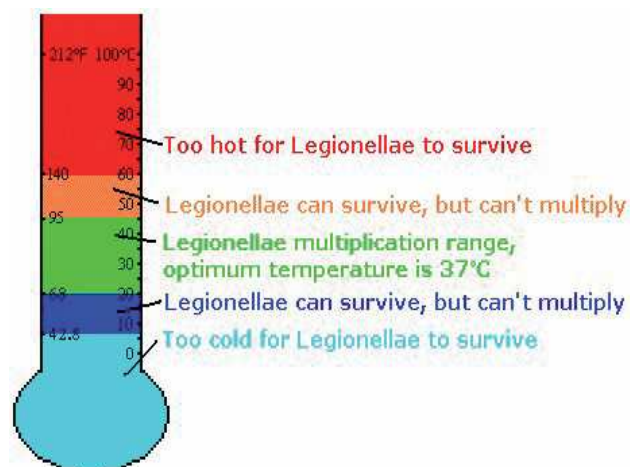 212°F 100°C
90
80
70
Too hot for Legionellae to survive
140 60
50
Legionellae can survive, but can't multiply
95
40
Legionellae multiplication range,
optimum temperature is 37°C
30
68 20
Legionellae can survive, but can't multiply
10
42.8
Too cold for Legionellae to survive
0